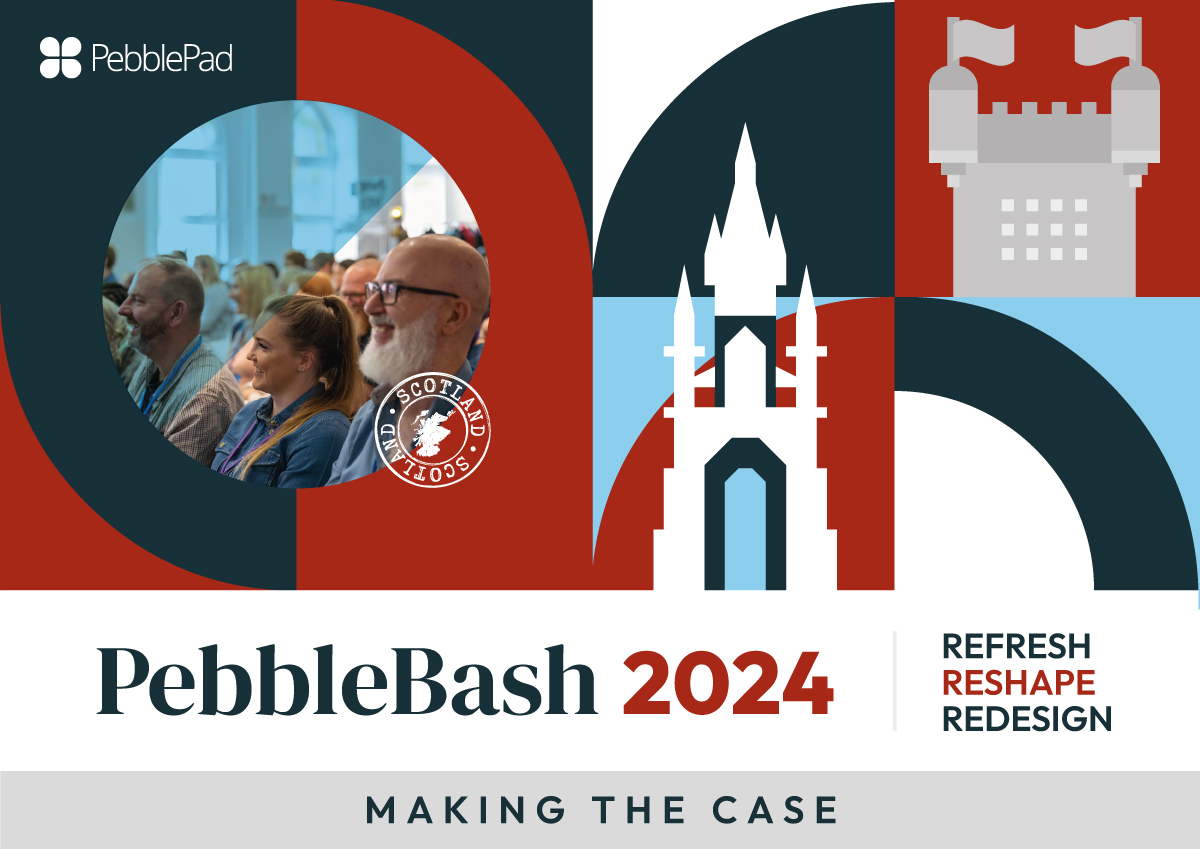 PebblePad
SCOTLAND · SCOTLAND ·
PebbleBash 2024
REFRESH
RESHAPE
REDESIGN
MAKING THE CASE